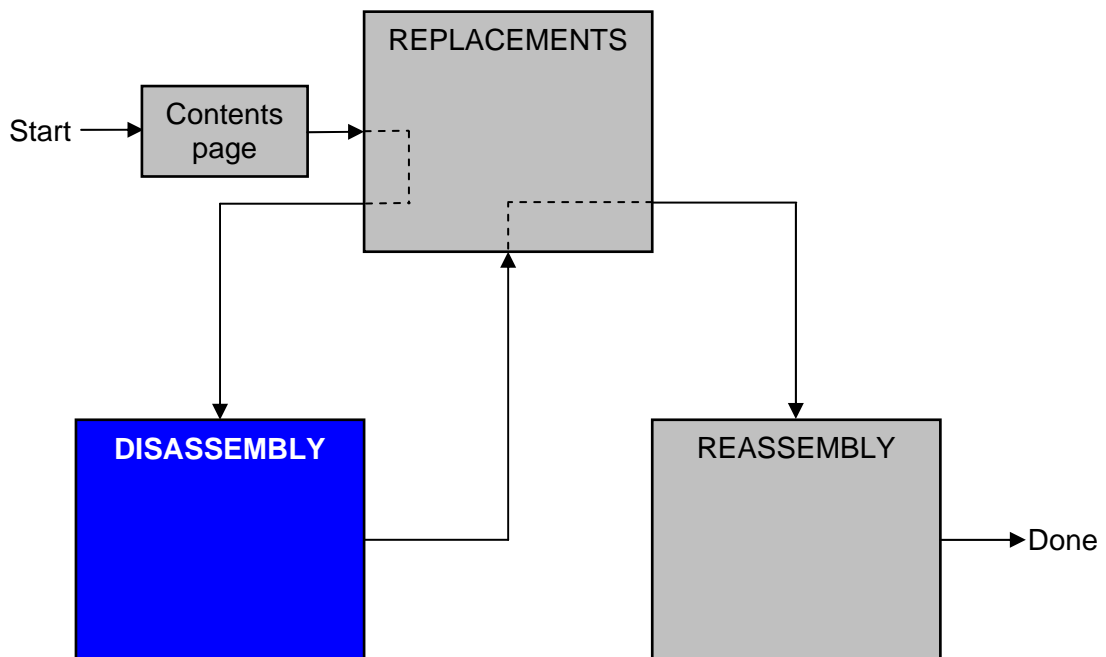 REPLACEMENTS
Start
Contents
page
DISASSEMBLY
REASSEMBLY
Done